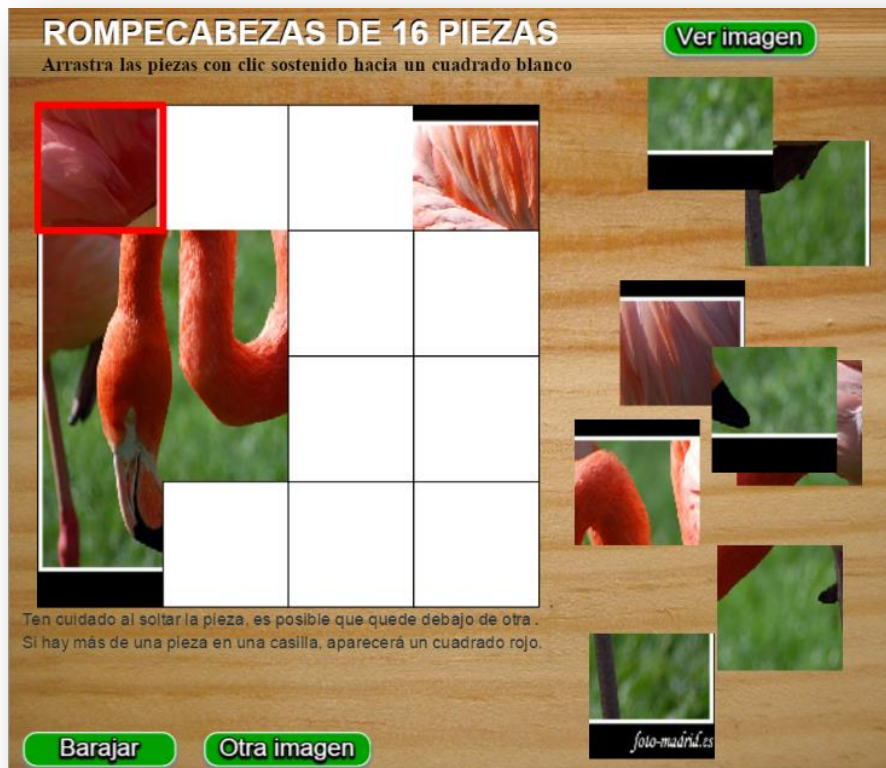 ROMPECABEZAS DE 16 PIEZAS
Ver imagen
Arrastra las piezas con clic sostenido hacia un cuadrado blanco
Ten cuidado al soltar la pieza, es posible que quede debajo de otra .
Si hay más de una pieza en una casilla, aparecerá un cuadrado rojo.
foto-madrid.es
Barajar
Otra imagen